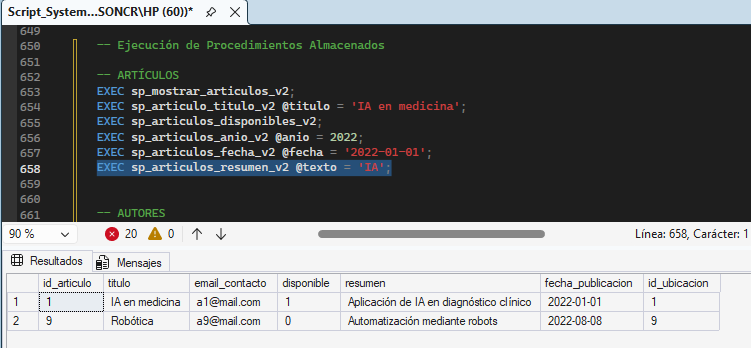 Script_System...SONCR\HP (60))*
649
650 -- Ejecución de Procedimientos Almacenados
651
652 -- ARTÍCULOS
653 EXEC sp_mostrar_articulos_v2;
654 EXEC sp_articulo_titulo_v2 @titulo = 'IA en medicina';
655 EXEC sp_articulos_disponibles_v2;
656 EXEC sp_articulos_anio_v2 @anio = 2022;
657 EXEC sp_articulos_fecha_v2 @fecha = '2022-01-01';
658 EXEC sp_articulos_resumen_v2 @texto = 'IA';
659
660
661 -- AUTORES
90 % 20 0 Línea: 658, Carácter: 1
Resultados Mensajes
id_articulo titulo email_contacto disponible resumen fecha_publicacion id_ubicacion
1 1 IA en medicina a1@mail.com 1 Aplicación de IA en diagnóstico clínico 2022-01-01 1
2 9 Robótica a9@mail.com 0 Automatización mediante robots 2022-08-08 9